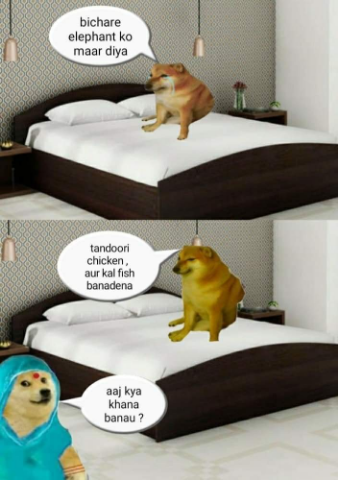 bichare
elephant ko
maar diya
tandoori
chicken ,
aur kal fish
banadena
aaj kya
khana
banau ?